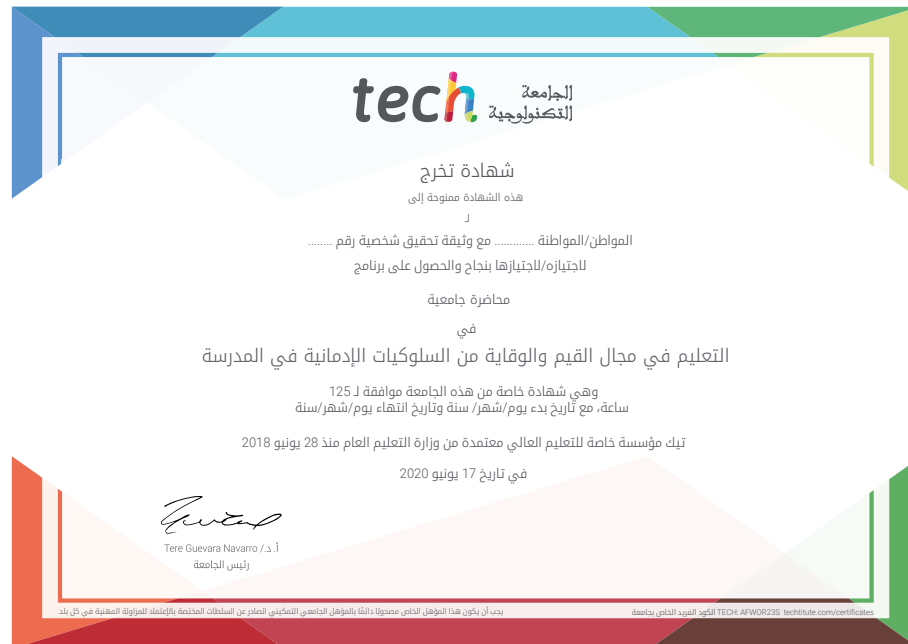 tech الجامعة
التكنولوجية
شهادة تخرج
هذه الشهادة ممنوحة إلى
لـ
المواطن/المواطنة ............ مع وثيقة تحقيق شخصية رقم ........
لاجتيازه/لاجتيازها بنجاح والحصول على برنامج
محاضرة جامعية
في
التعليم في مجال القيم والوقاية من السلوكيات الإدمانية في المدرسة
وهي شهادة خاصة من هذه الجامعة موافقة لـ 125
ساعة، مع تاريخ بدء يوم/شهر/ سنة وتاريخ انتهاء يوم/شهر/سنة
تيك مؤسسة خاصة للتعليم العالي معتمدة من وزارة التعليم العام منذ 28 يونيو 2018
في تاريخ 17 يونيو 2020
أ.د./ Tere Guevara Navarro
رئيس الجامعة
يجب أن يكون هذا المؤهل الخاص مصحوبًا دائمًا بالمؤهل الجامعي التمكيني الصادر عن السلطات المختصة بالإعتماد للمزاولة المهنية في كل بلد.
الكود الفريد الخاص بجامعة TECH: AFWOR23S techtitute.com/certificates